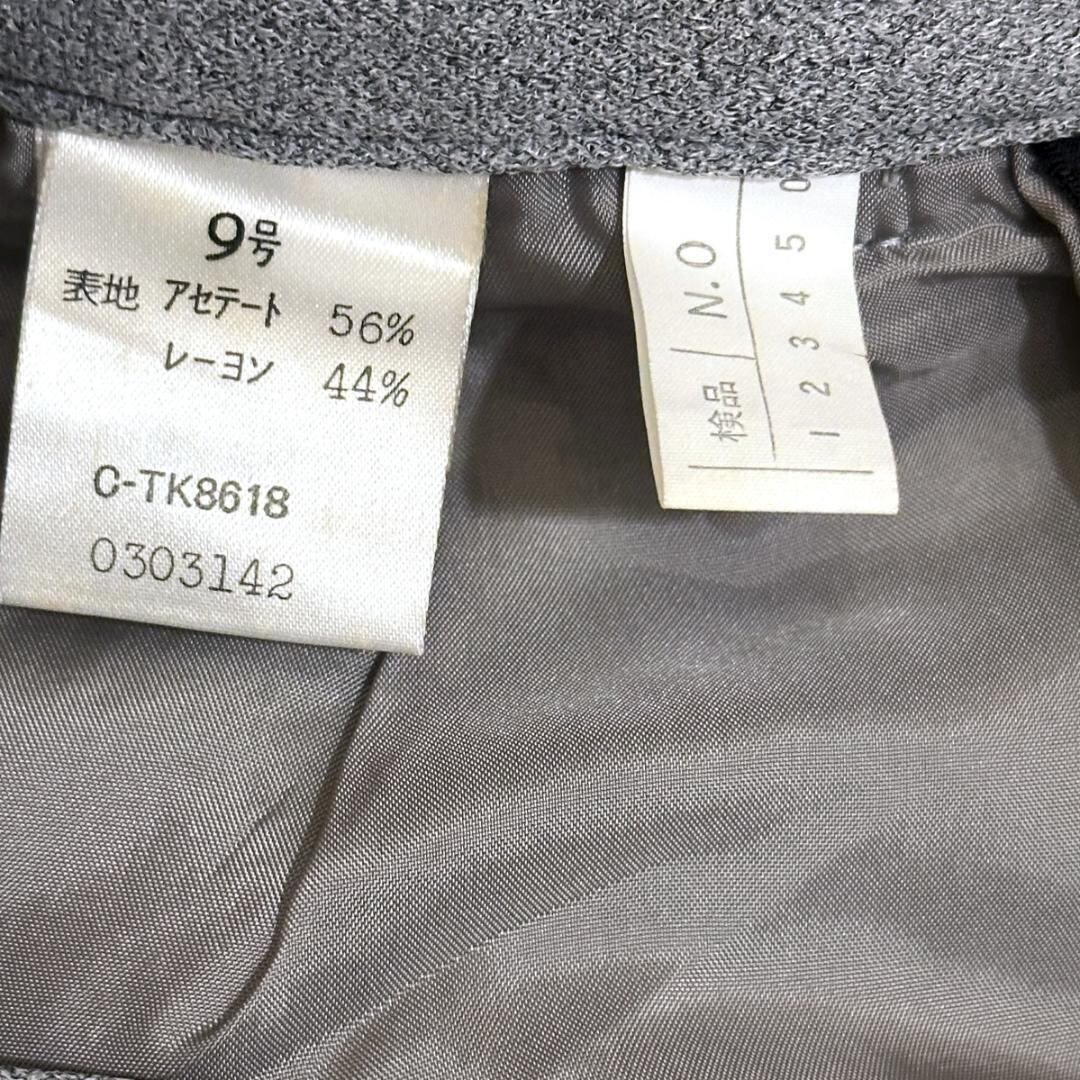 9号
表地 アセテート 56%
レーヨン 44%
C-TK8618
0303142
検品 N.O
1 2 3 4 5 0